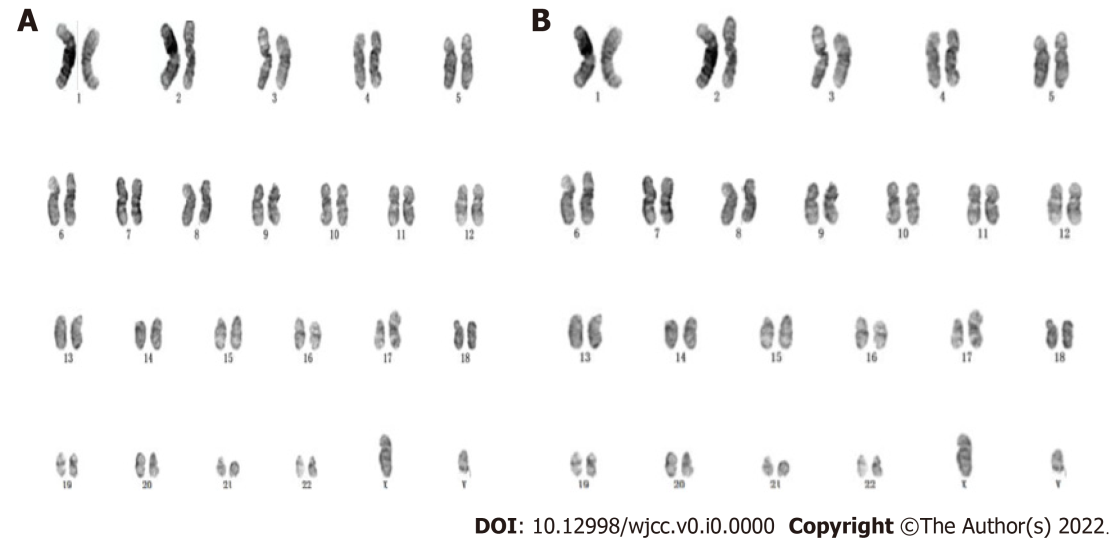 A B
1 2 3 4 5 1 2 3 4 5
6 7 8 9 10 11 12 6 7 8 9 10 11 12
13 14 15 16 17 18 13 14 15 16 17 18
19 20 21 22 X Y 19 20 21 22 X Y
DOI: 10.12998/wjcc.v0.i0.0000 Copyright ©The Author(s) 2022.